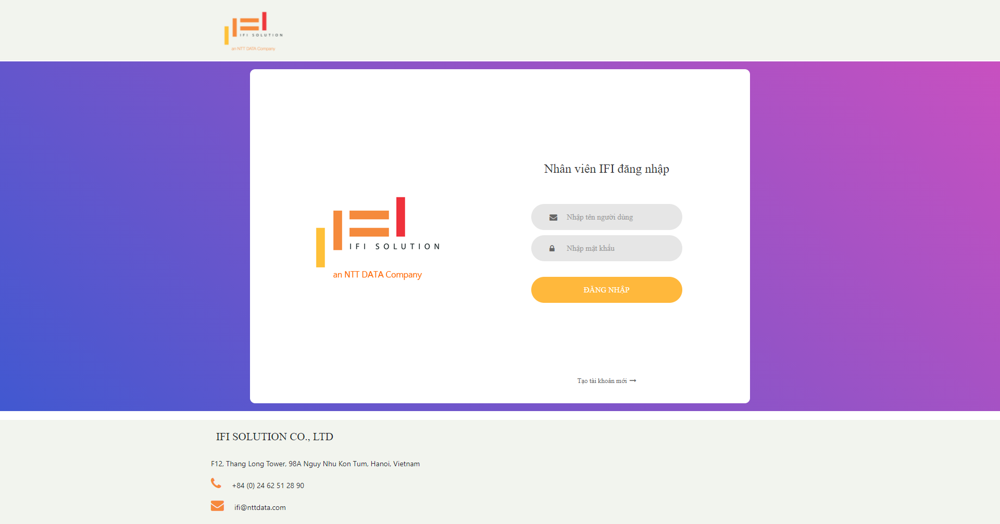 IFI SOLUTION
an NTT DATA Company
Nhân viên IFI đăng nhập
Nhập tên người dùng
Nhập mật khẩu
ĐĂNG NHẬP
IFI SOLUTION
an NTT DATA Company
Tạo tài khoản mới
IFI SOLUTION CO., LTD
F12, Thang Long Tower, 98A Nguy Nhu Kon Tum, Hanoi, Vietnam
+84 (0) 24 62 51 28 90
ifi@nttdata.com